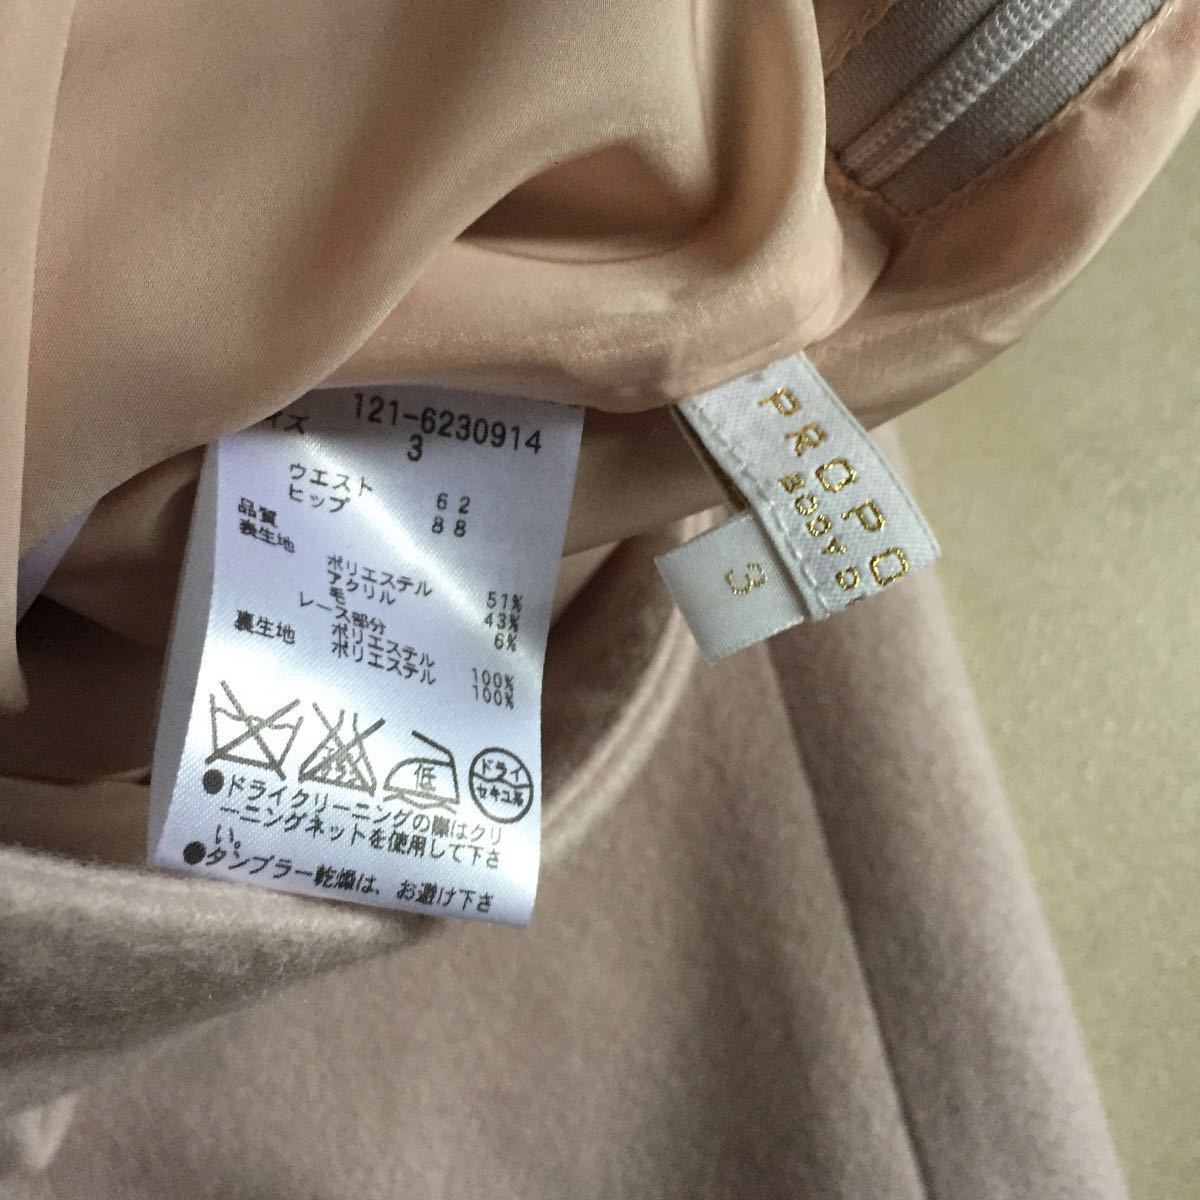 121-6230914
イズ 3
ウエスト 62
ヒップ 88
品質
表生地
ポリエステル 51%
アクリル 43%
毛 6%
レース部分
ポリエステル 100%
裏生地 ポリエステル 100%
低
ドライ
セキユ系
●ドライクリーニングの際はクリ
ーニングネットを使用して下さ
い。
●タンブラー乾燥は、お避け下さ
PROPO
BODY D
3